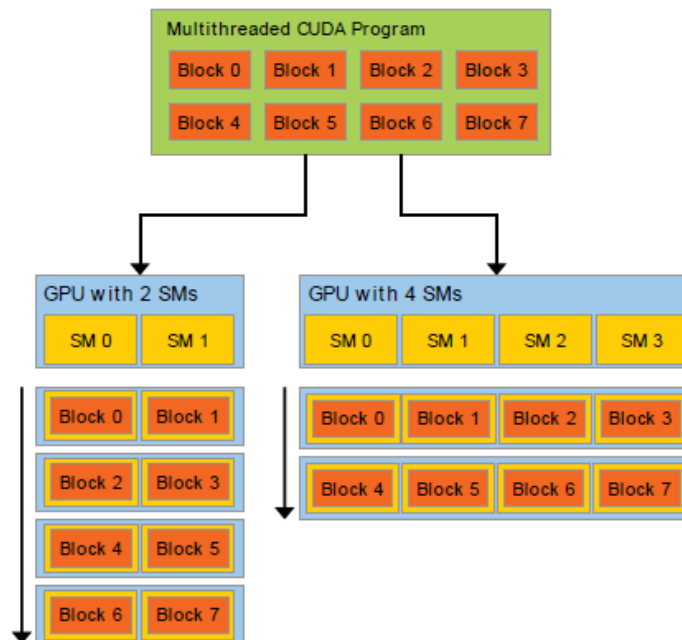 Multithreaded CUDA Program
Block 0 Block 1 Block 2 Block 3
Block 4 Block 5 Block 6 Block 7
GPU with 2 SMs
SM 0 SM 1
Block 0 Block 1
Block 2 Block 3
Block 4 Block 5
Block 6 Block 7
GPU with 4 SMs
SM 0 SM 1 SM 2 SM 3
Block 0 Block 1 Block 2 Block 3
Block 4 Block 5 Block 6 Block 7